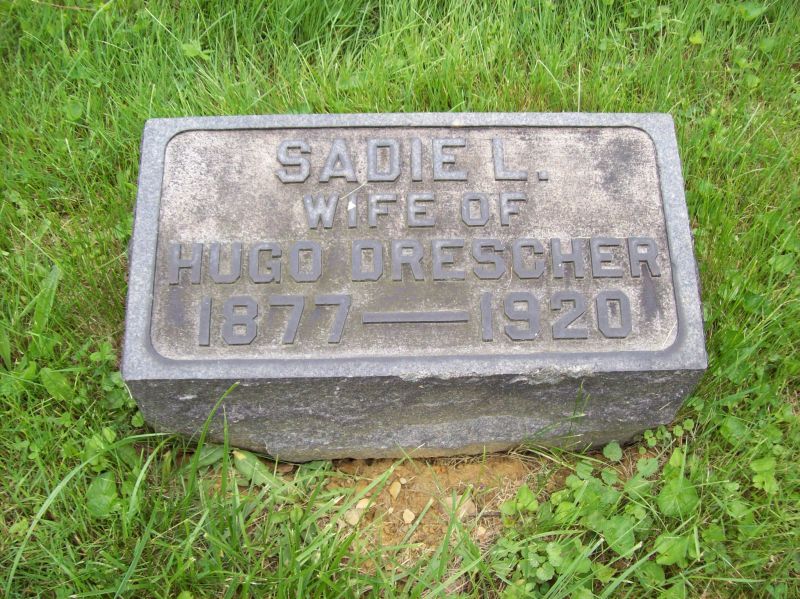 SADIE L.
WIFE OF
HUGO DRESCHER
1877—1920